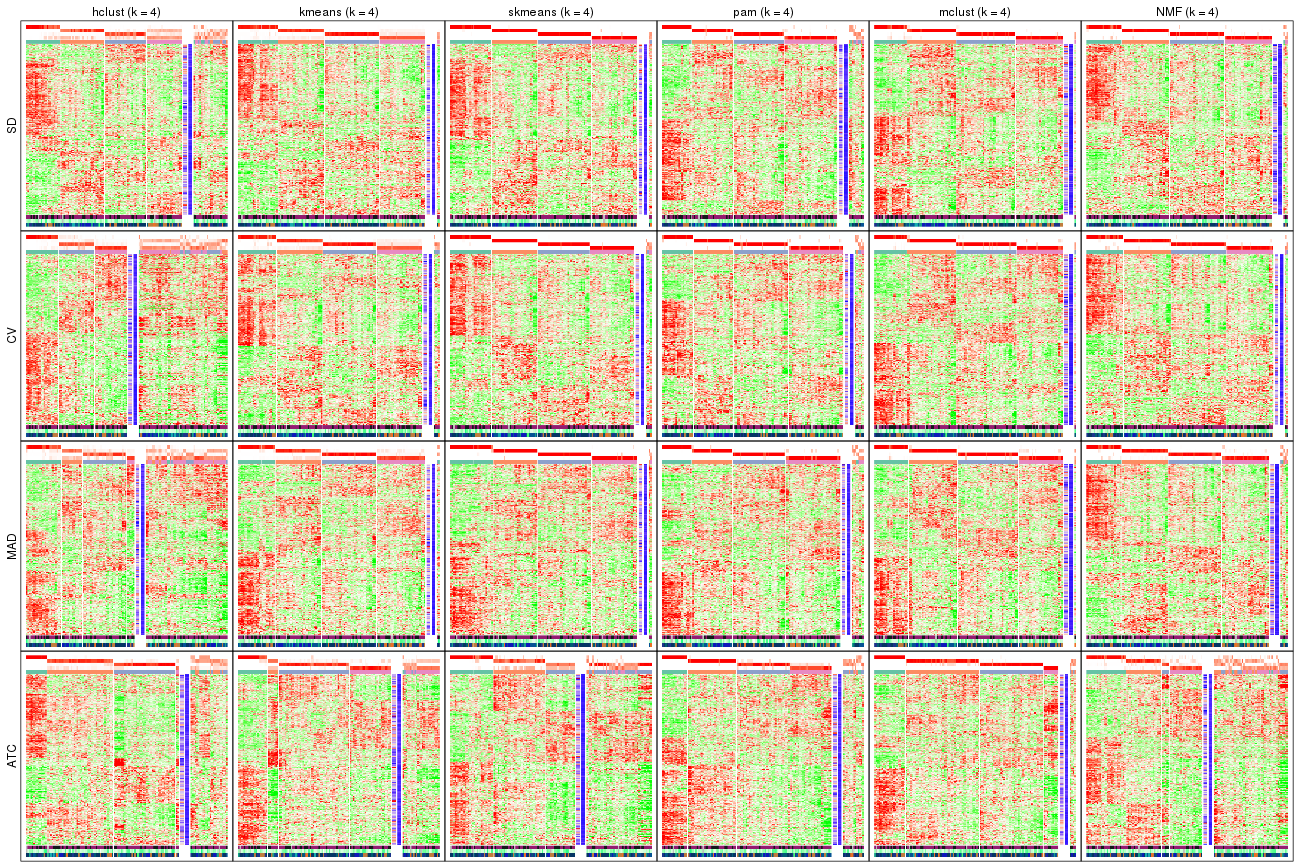 hclust (k = 4) kmeans (k = 4) skmeans (k = 4) pam (k = 4) mclust (k = 4) NMF (k = 4)
SD
CV
MAD
ATC